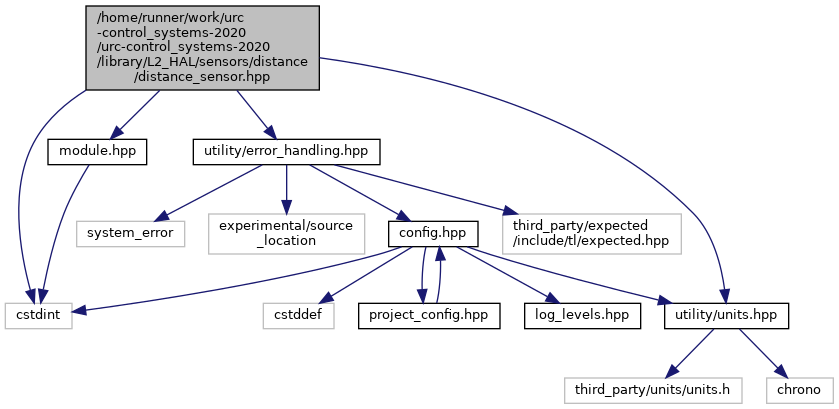 /home/runner/work/urc
-control_systems-2020
/urc-control_systems-2020
/library/L2_HAL/sensors/distance
/distance_sensor.hpp
module.hpp
utility/error_handling.hpp
system_error
experimental/source
_location
config.hpp
third_party/expected
/include/tl/expected.hpp
cstdint
cstddef
project_config.hpp
log_levels.hpp
utility/units.hpp
third_party/units/units.h
chrono